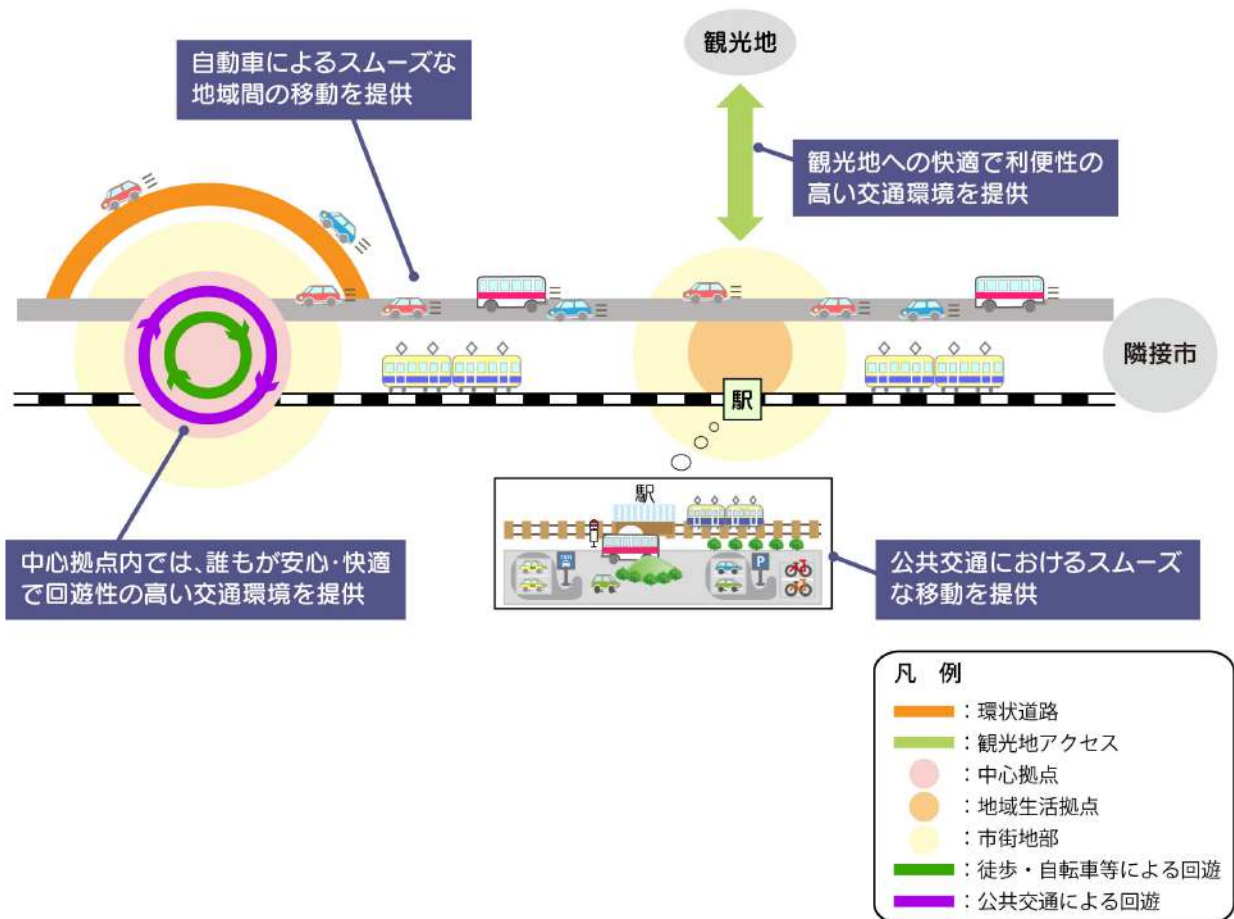 観光地
自動車によるスムーズな
地域間の移動を提供
観光地への快適で利便性の
高い交通環境を提供
隣接市
駅
駅
P
中心拠点内では、誰もが安心・快適
で回遊性の高い交通環境を提供
公共交通におけるスムーズ
な移動を提供
凡 例
：環状道路
：観光地アクセス
：中心拠点
：地域生活拠点
：市街地部
：徒歩・自転車等による回遊
：公共交通による回遊